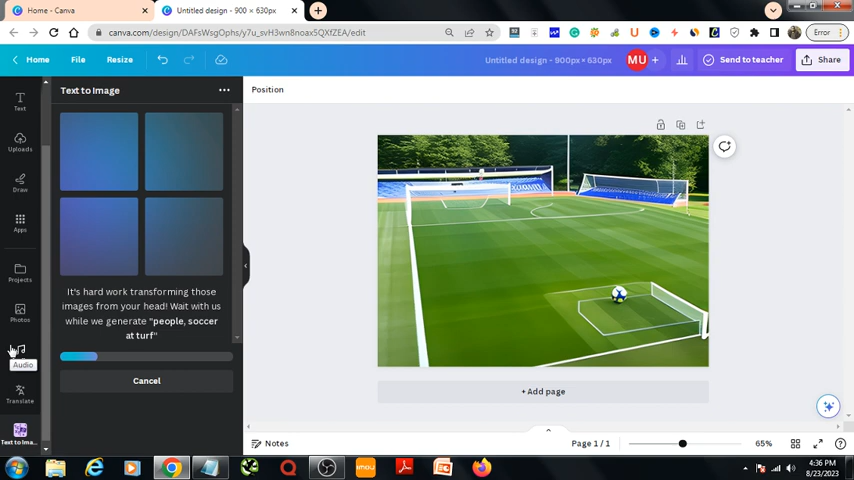 Home - Canva
Untitled design - 900 × 630px
canva.com/design/DAFsWsgOphs/y7u_svH3wn8noax5QXfZEA/edit
Error
Home
File
Resize
Untitled design - 900px × 630px
MU
Send to teacher
Share
Text to Image
Position
Text
Uploads
Draw
Apps
Projects
Photos
Audio
Translate
Text to Ima...
It's hard work transforming those
images from your head! Wait with us
while we generate "people, soccer
at turf"
Cancel
+ Add page
Notes
Page 1 / 1
65%
imou
4:36 PM
8/23/2023